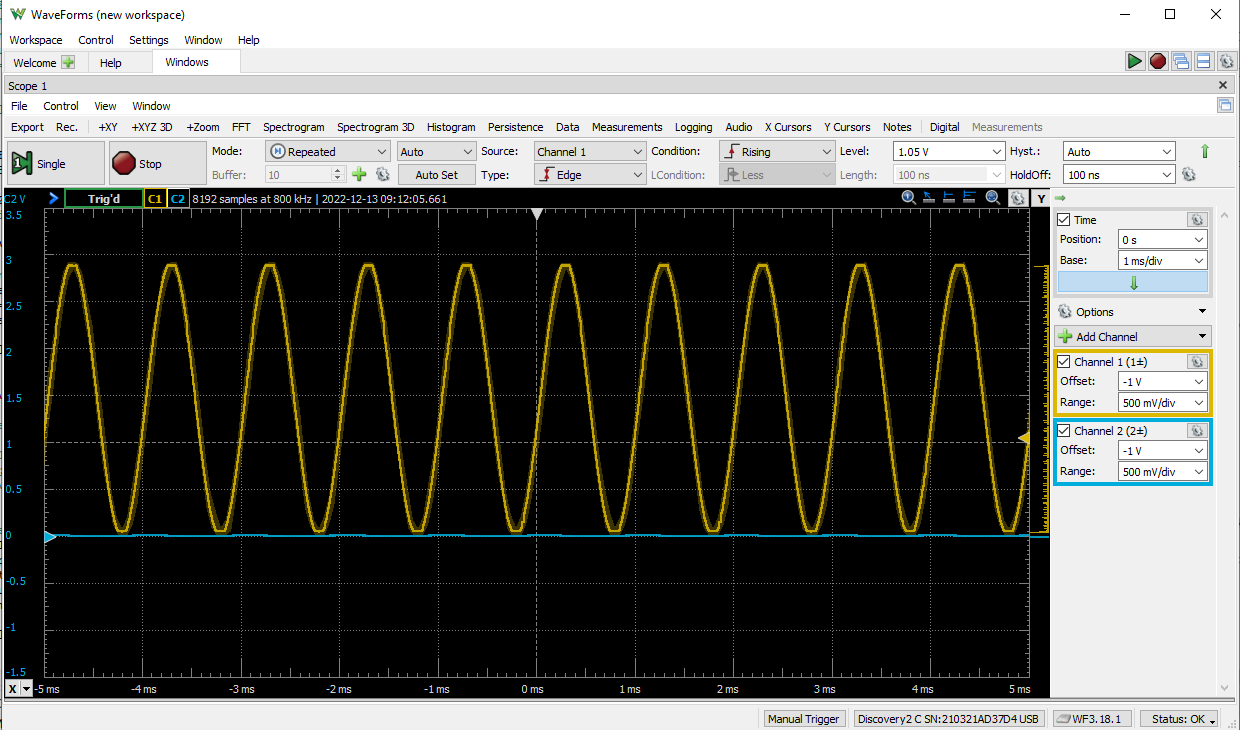 WaveForms (new workspace)
Workspace Control Settings Window Help
Welcome Help Windows
Scope 1
File Control View Window
Export Rec. +XY +XYZ 3D +Zoom FFT Spectrogram Spectrogram 3D Histogram Persistence Data Measurements Logging Audio X Cursors Y Cursors Notes Digital Measurements
1 Single Stop Mode: Repeated Auto Source: Channel 1 Condition: Rising Level: 1.05 V Hyst.: Auto
Buffer: 10 Auto Set Type: Edge LCondition: Less Length: 100 ns HoldOff: 100 ns
C2 V Trig'd C1 C2 8192 samples at 800 kHz | 2022-12-13 09:12:05.661 Y
3.5
3
2.5
2
1.5
1
0.5
0
-0.5
-1
-1.5
X -5 ms -4 ms -3 ms -2 ms -1 ms 0 ms 1 ms 2 ms 3 ms 4 ms 5 ms
Time
Position: 0 s
Base: 1 ms/div
Options
Add Channel
Channel 1 (1±)
Offset: -1 V
Range: 500 mV/div
Channel 2 (2±)
Offset: -1 V
Range: 500 mV/div
Manual Trigger Discovery2 C SN:210321AD37D4 USB WF3.18.1 Status: OK